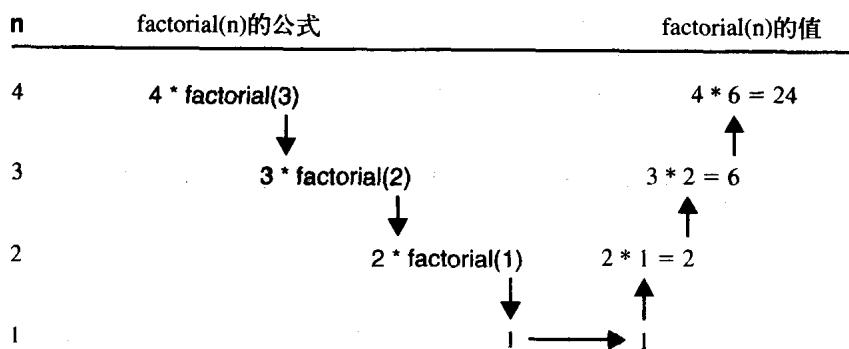 n factorial(n)的公式 factorial(n)的值
4 4 * factorial(3) 4 * 6 = 24
3 3 * factorial(2) 3 * 2 = 6
2 2 * factorial(1) 2 * 1 = 2
1 1 1